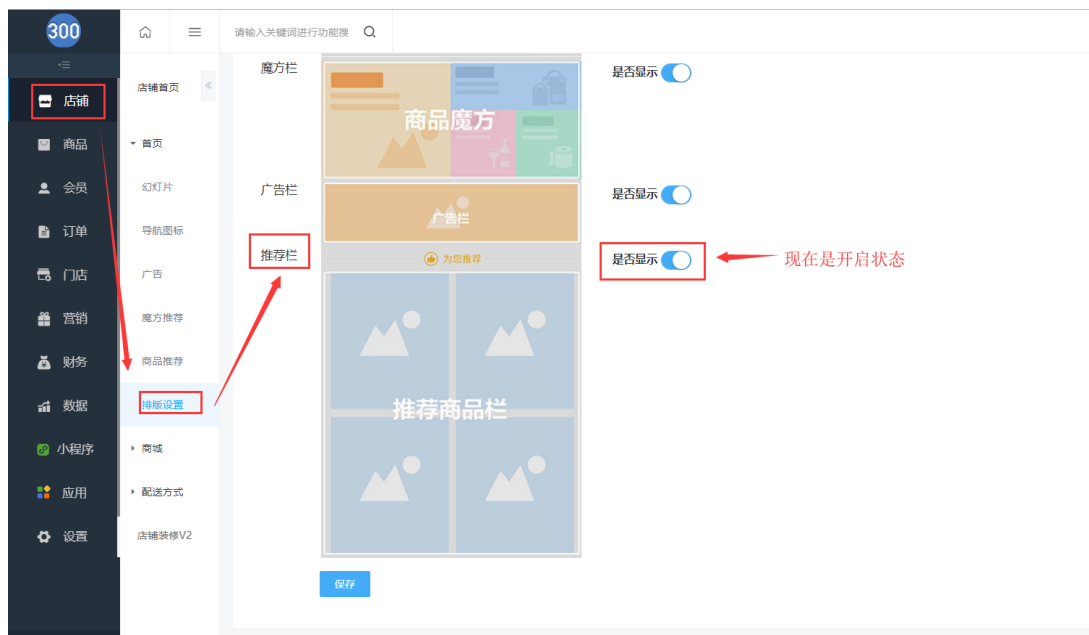 300
请输入关键词进行功能搜
店铺
商品
会员
订单
门店
营销
财务
数据
小程序
应用
设置
店铺首页
首页
幻灯片
导航图标
广告
魔方推荐
商品推荐
排版设置
商城
配送方式
店铺装修V2
魔方栏
商品魔方
是否显示
广告栏
广告栏
是否显示
推荐栏
为您推荐
是否显示
现在是开启状态
推荐商品栏
保存